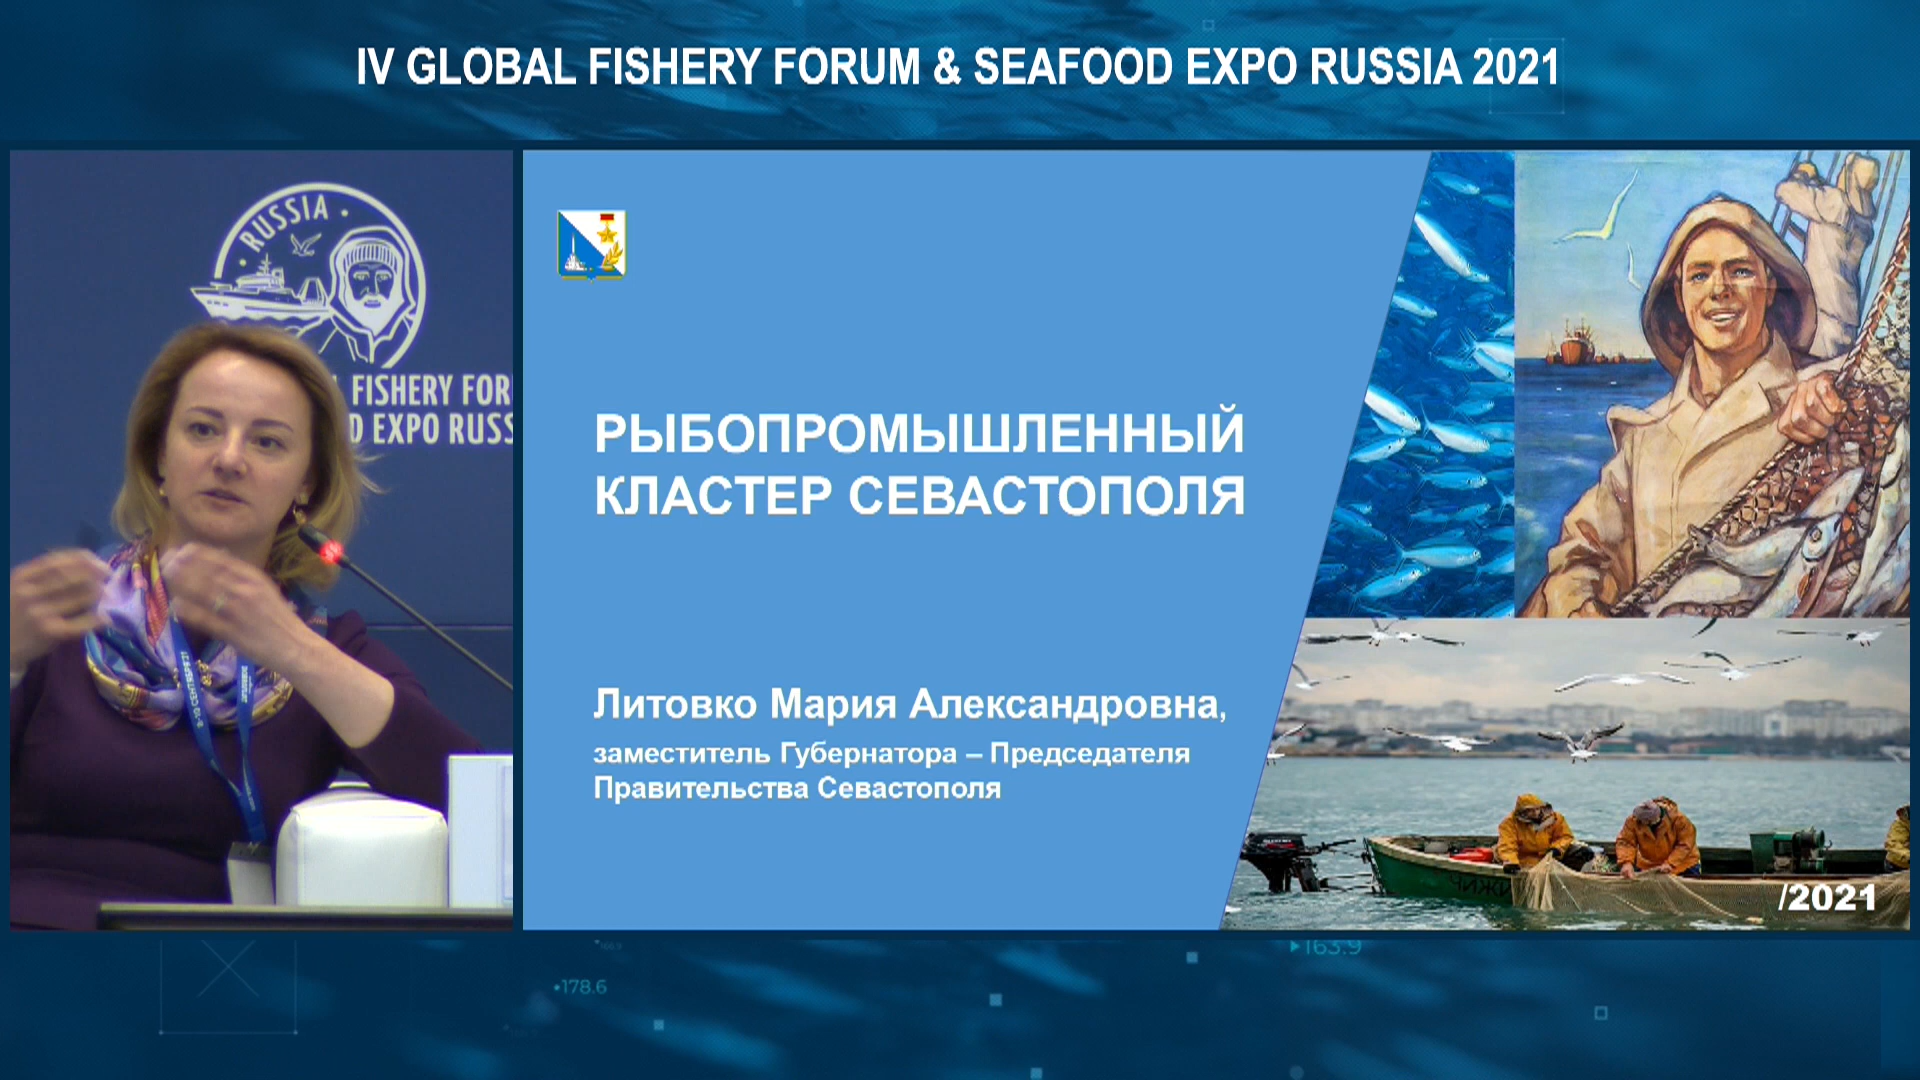 IV GLOBAL FISHERY FORUM & SEAFOOD EXPO RUSSIA 2021
• RUSSIA •
FISHERY FOR
D EXPO RUSS
РЫБОПРОМЫШЛЕННЫЙ
КЛАСТЕР СЕВАСТОПОЛЯ
Литовко Мария Александровна,
заместитель Губернатора – Председателя
Правительства Севастополя
/2021
163.9
•178.6